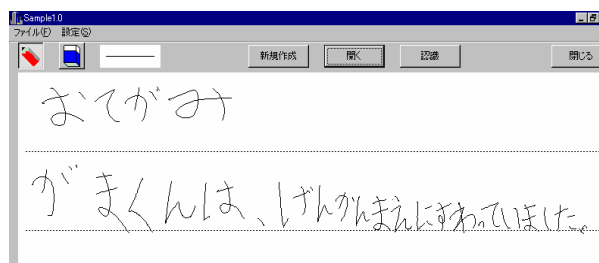 Sample1.0
ファイル(F) 設定(S)
新規作成 開く 認識 閉じる
おてがみ
がまくんは、げんかんまえにすわっていました。